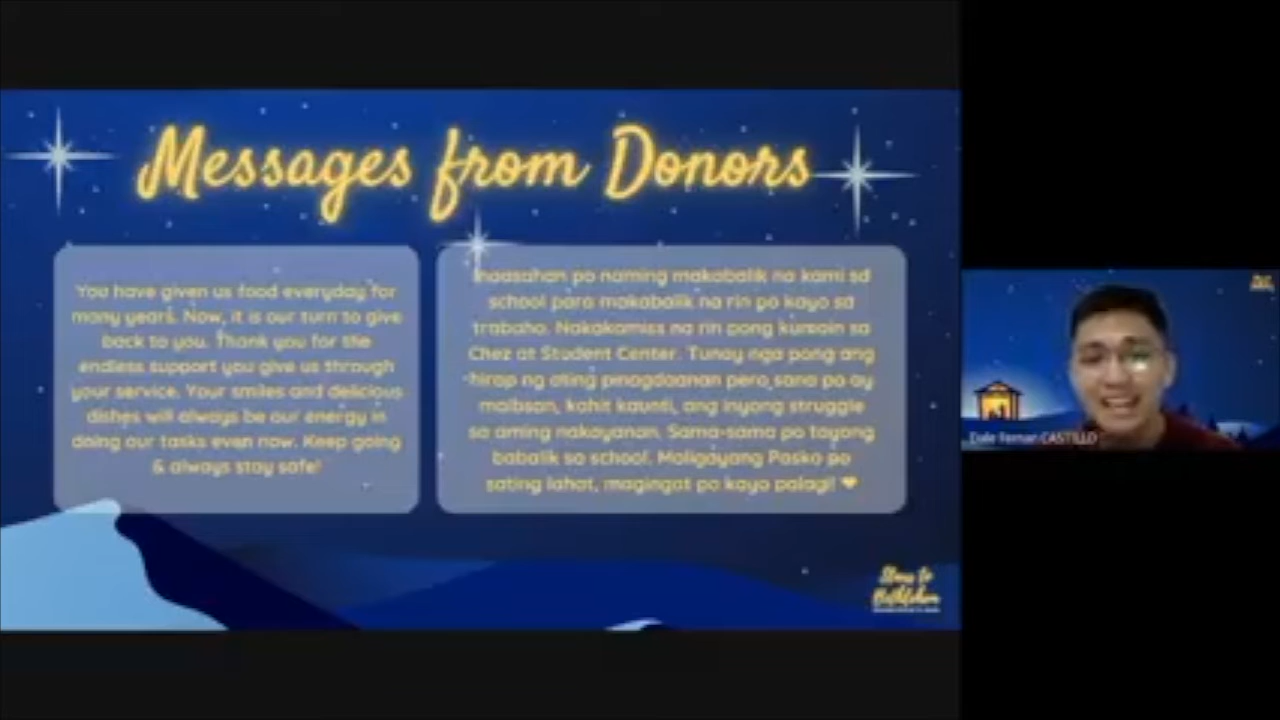 Messages from Donors
You have given us food everyday for
many years. Now, it is our turn to give
back to you. Thank you for the
endless support you give us through
your service. Your smiles and delicious
dishes will always be our energy in
doing our tasks even now. Keep going
& always stay safe!
Inaasahan po naming makabalik na kami sa
school para makabalik na rin po kayo sa
trabaho. Nakakamiss na rin pong kumain sa
Chez at Student Center. Tunay nga pong ang
hirap ng ating pinagdaanan pero sana po ay
maibsan, kahit kaunti, ang inyong struggle
sa aming nakayanan. Sama-sama po tayong
babalik sa school. Maligayang Pasko po
sating lahat, magingat po kayo palagi! ❤
Dale Fernan CASTILLO
Stars to
Bethlehem